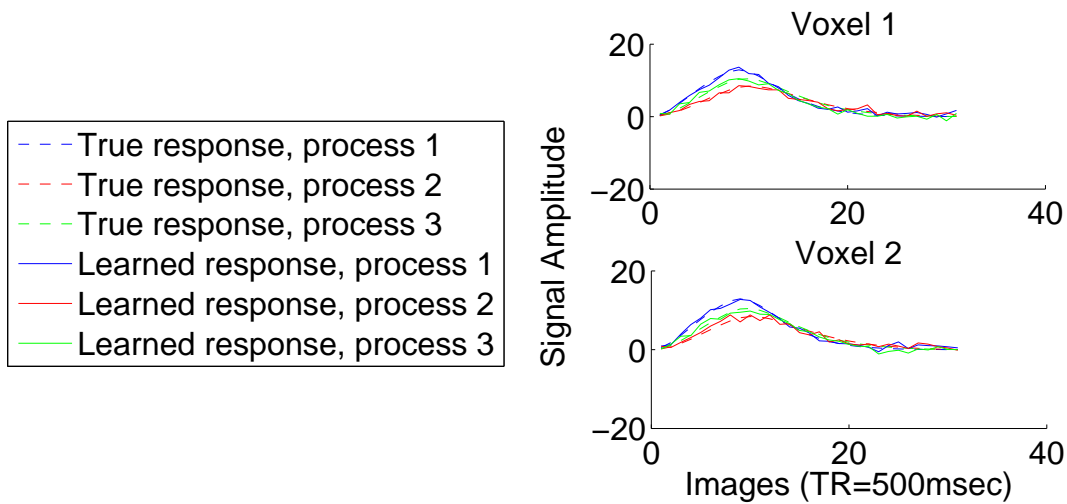 True response, process 1
True response, process 2
True response, process 3
Learned response, process 1
Learned response, process 2
Learned response, process 3
Signal Amplitude
Voxel 1
20
0
−20
0
20
40
Voxel 2
20
0
−20
0
20
40
Images (TR=500msec)